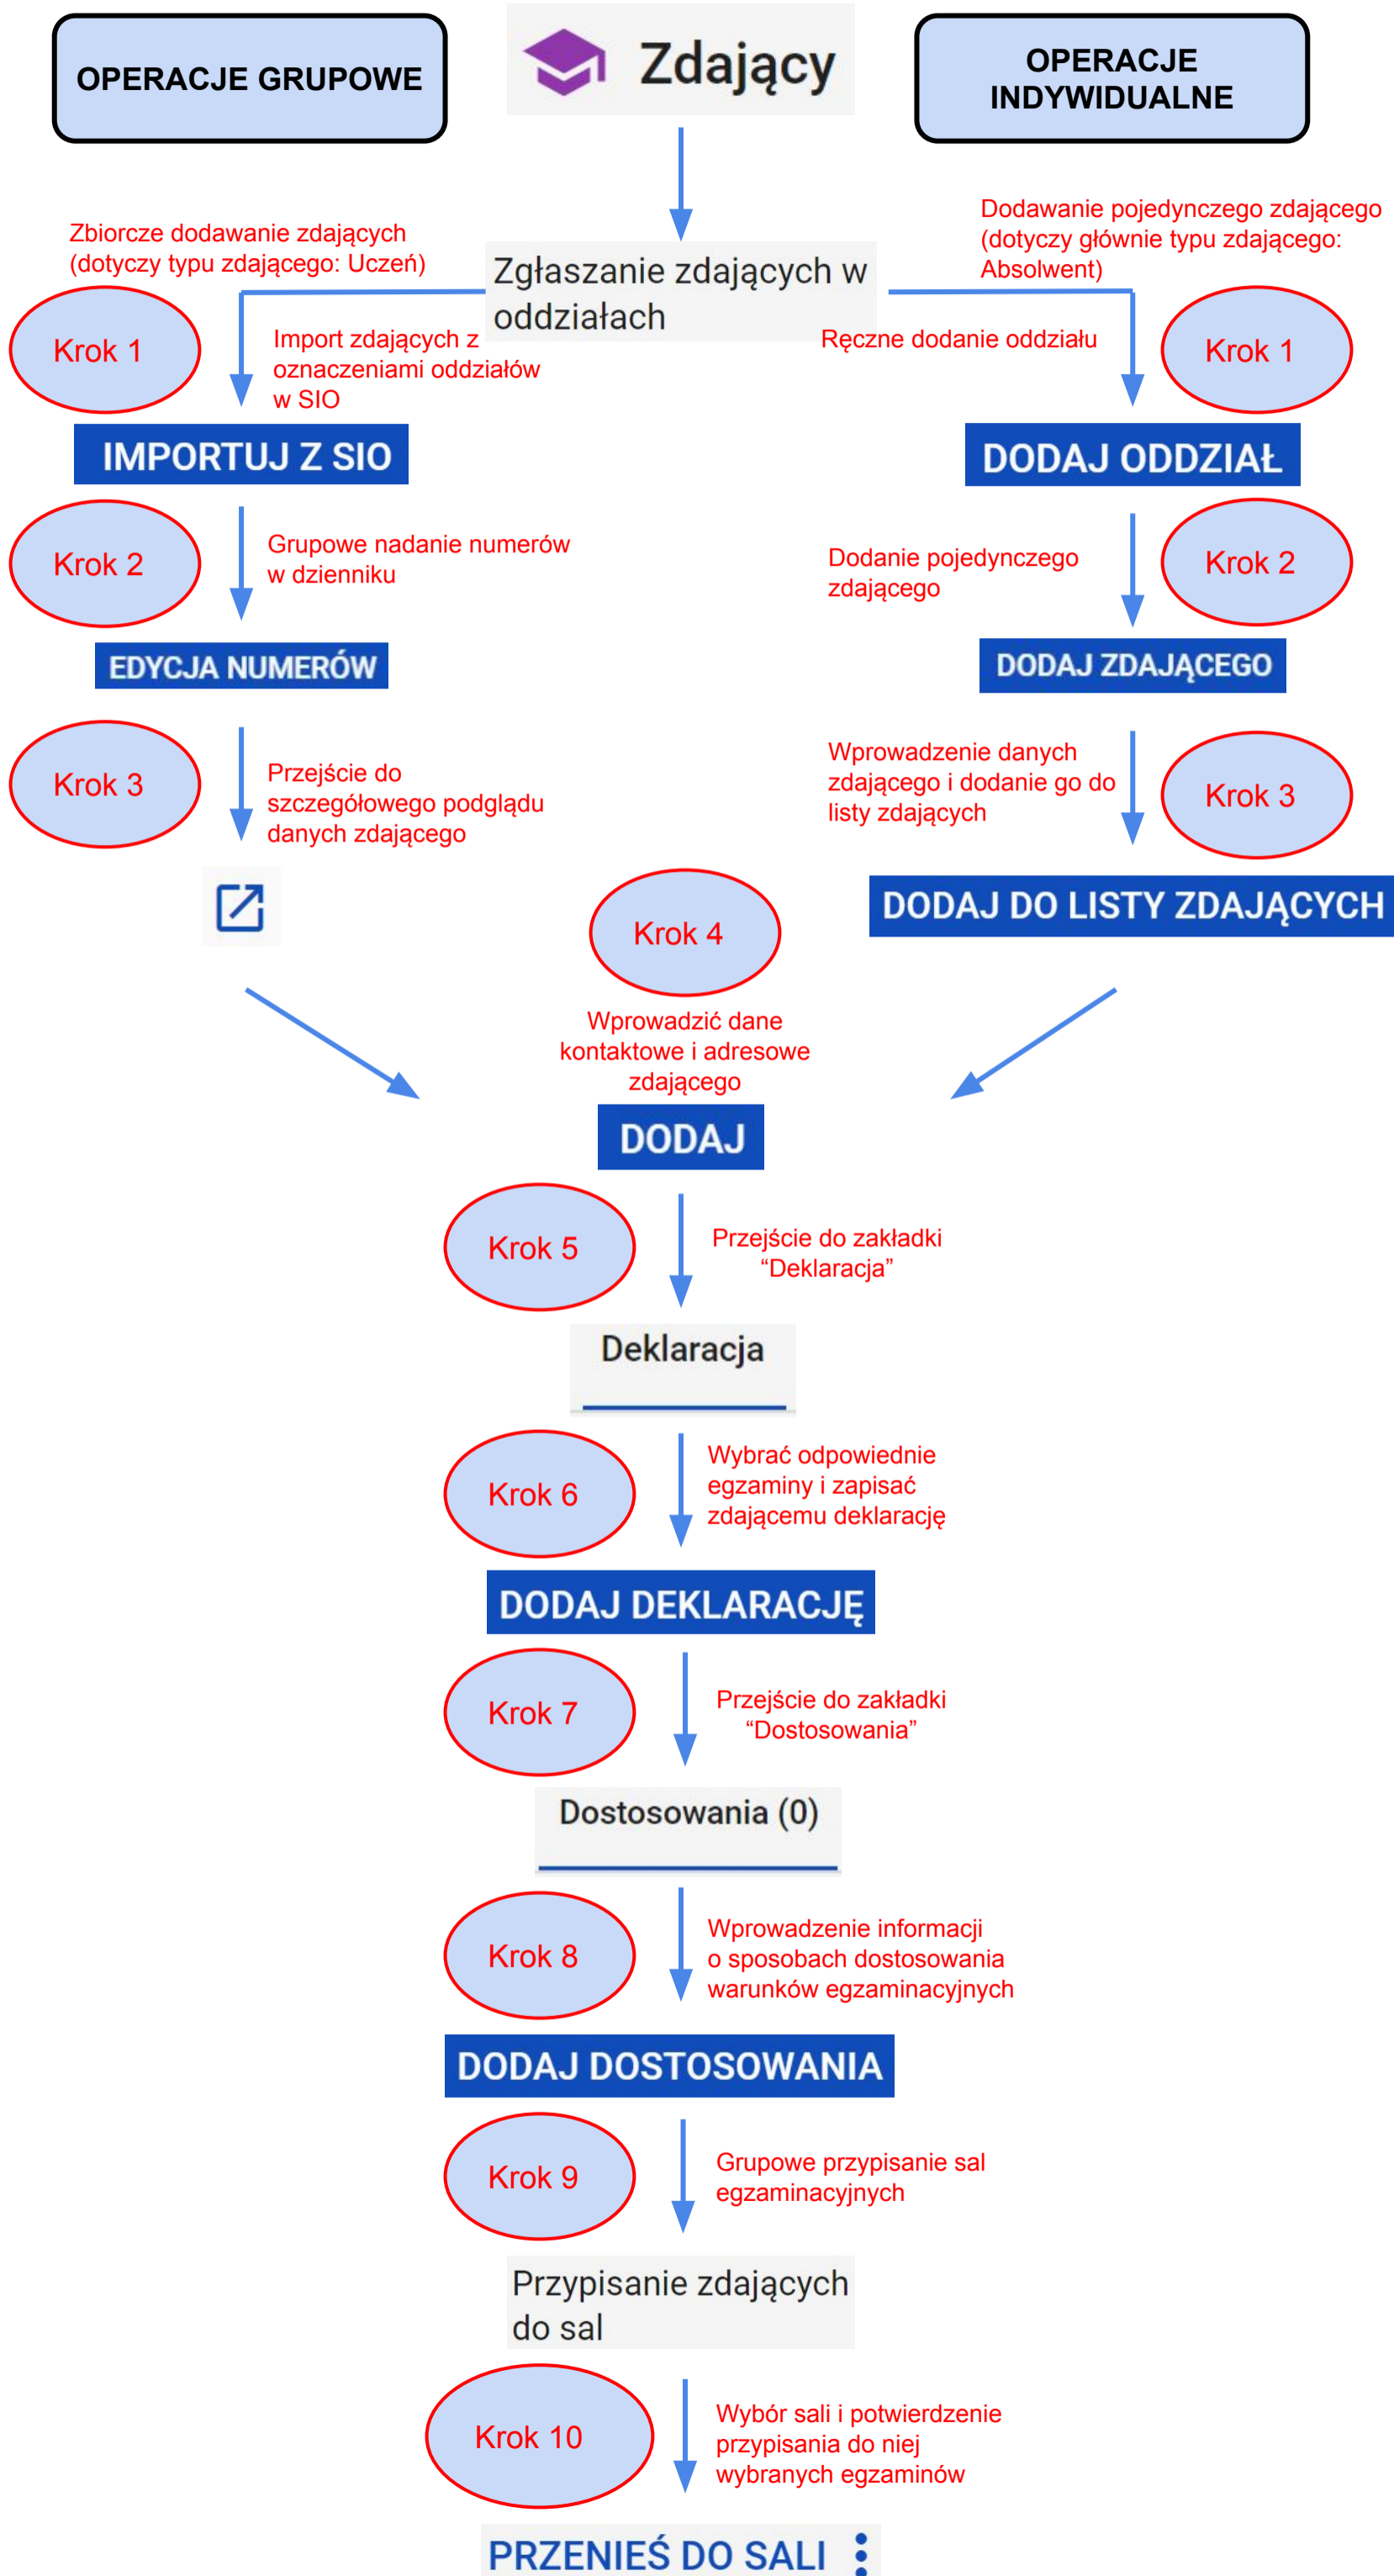 OPERACJE GRUPOWE
Zdający
OPERACJE
INDYWIDUALNE
Zbiorcze dodawanie zdających
(dotyczy typu zdającego: Uczeń)
Dodawanie pojedynczego zdającego
(dotyczy głównie typu zdającego:
Absolwent)
Zgłaszanie zdających w
oddziałach
Krok 1
Import zdających z
oznaczeniami oddziałów
w SIO
Ręczne dodanie oddziału
Krok 1
IMPORTUJ Z SIO
DODAJ ODDZIAŁ
Krok 2
Grupowe nadanie numerów
w dzienniku
Dodanie pojedynczego
zdającego
Krok 2
EDYCJA NUMERÓW
DODAJ ZDAJĄCEGO
Krok 3
Przejście do
szczegółowego podglądu
danych zdającego
Wprowadzenie danych
zdającego i dodanie go do
listy zdających
Krok 3
DODAJ DO LISTY ZDAJĄCYCH
Krok 4
Wprowadzić dane
kontaktowe i adresowe
zdającego
DODAJ
Krok 5
Przejście do zakładki
“Deklaracja”
Deklaracja
Krok 6
Wybrać odpowiednie
egzaminy i zapisać
zdającemu deklarację
DODAJ DEKLARACJĘ
Krok 7
Przejście do zakładki
“Dostosowania”
Dostosowania (0)
Krok 8
Wprowadzenie informacji
o sposobach dostosowania
warunków egzaminacyjnych
DODAJ DOSTOSOWANIA
Krok 9
Grupowe przypisanie sal
egzaminacyjnych
Przypisanie zdających
do sal
Krok 10
Wybór sali i potwierdzenie
przypisania do niej
wybranych egzaminów
PRZENIEŚ DO SALI